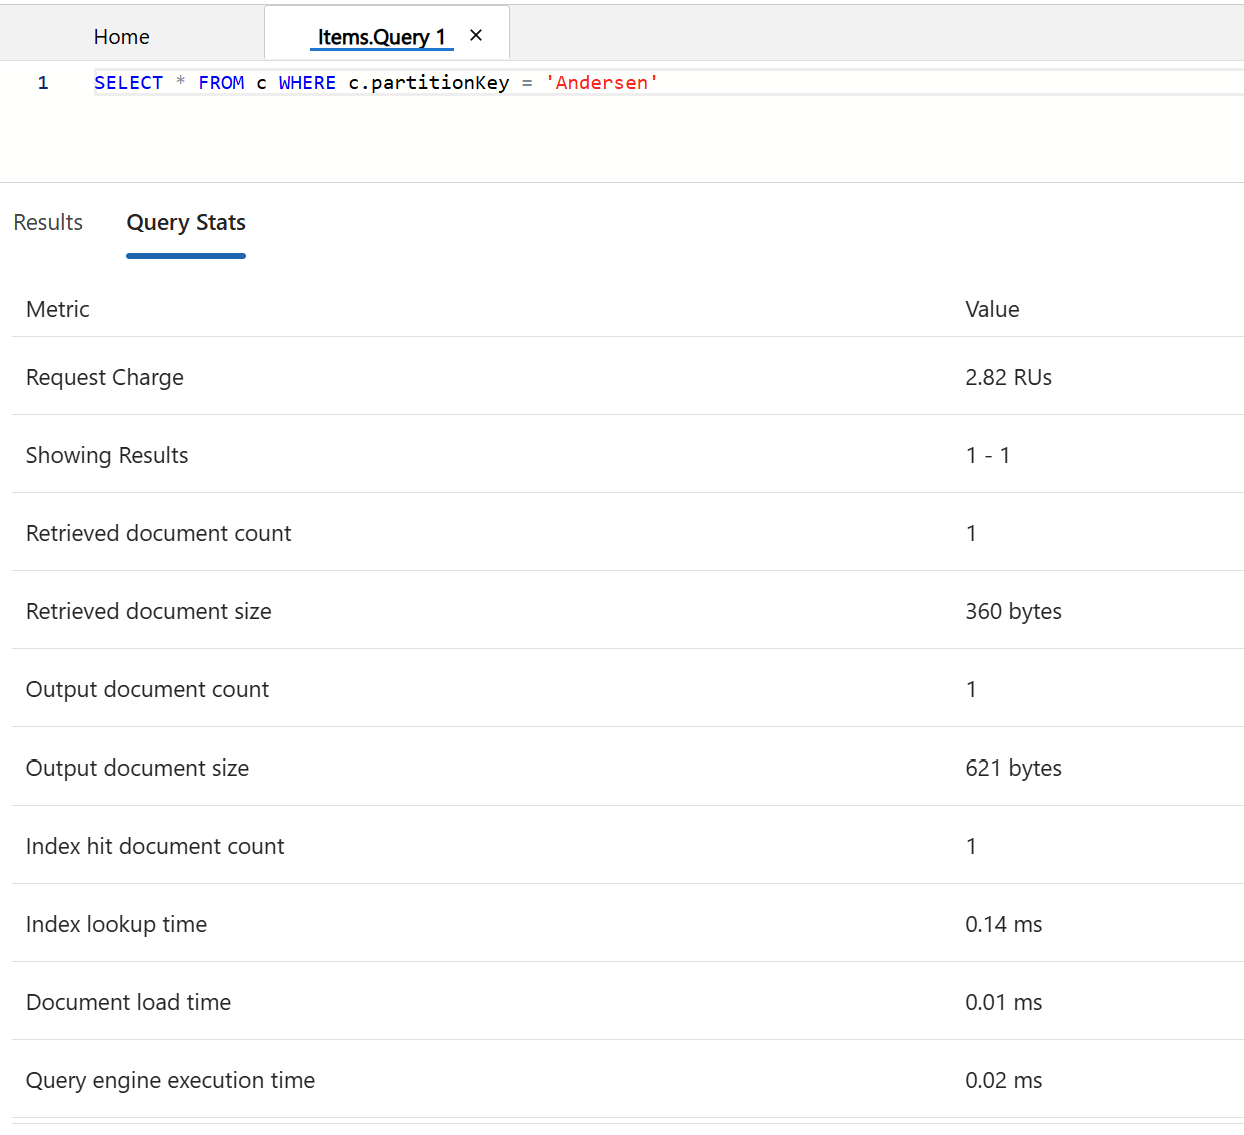 Home Items.Query 1 ×
1 SELECT * FROM c WHERE c.partitionKey = 'Andersen'
Results Query Stats
Metric Value
Request Charge 2.82 RUs
Showing Results 1 - 1
Retrieved document count 1
Retrieved document size 360 bytes
Output document count 1
Output document size 621 bytes
Index hit document count 1
Index lookup time 0.14 ms
Document load time 0.01 ms
Query engine execution time 0.02 ms